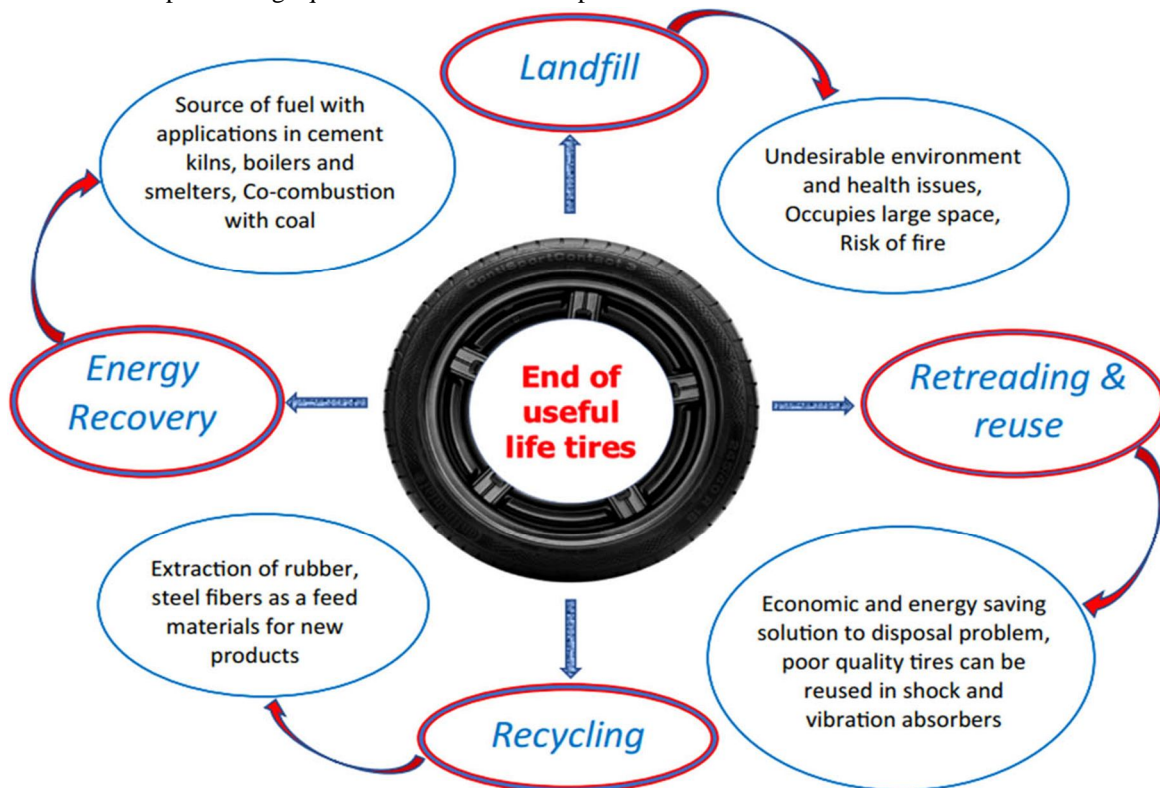 Landfill
Source of fuel with
applications in cement
kilns, boilers and
smelters, Co-combustion
with coal
Undesirable environment
and health issues,
Occupies large space,
Risk of fire
ContiSportContact 3
Energy
Recovery
End of
useful
life tires
Retreading &
reuse
Extraction of rubber,
steel fibers as a feed
materials for new
products
Economic and energy saving
solution to disposal problem,
poor quality tires can be
reused in shock and
vibration absorbers
Recycling